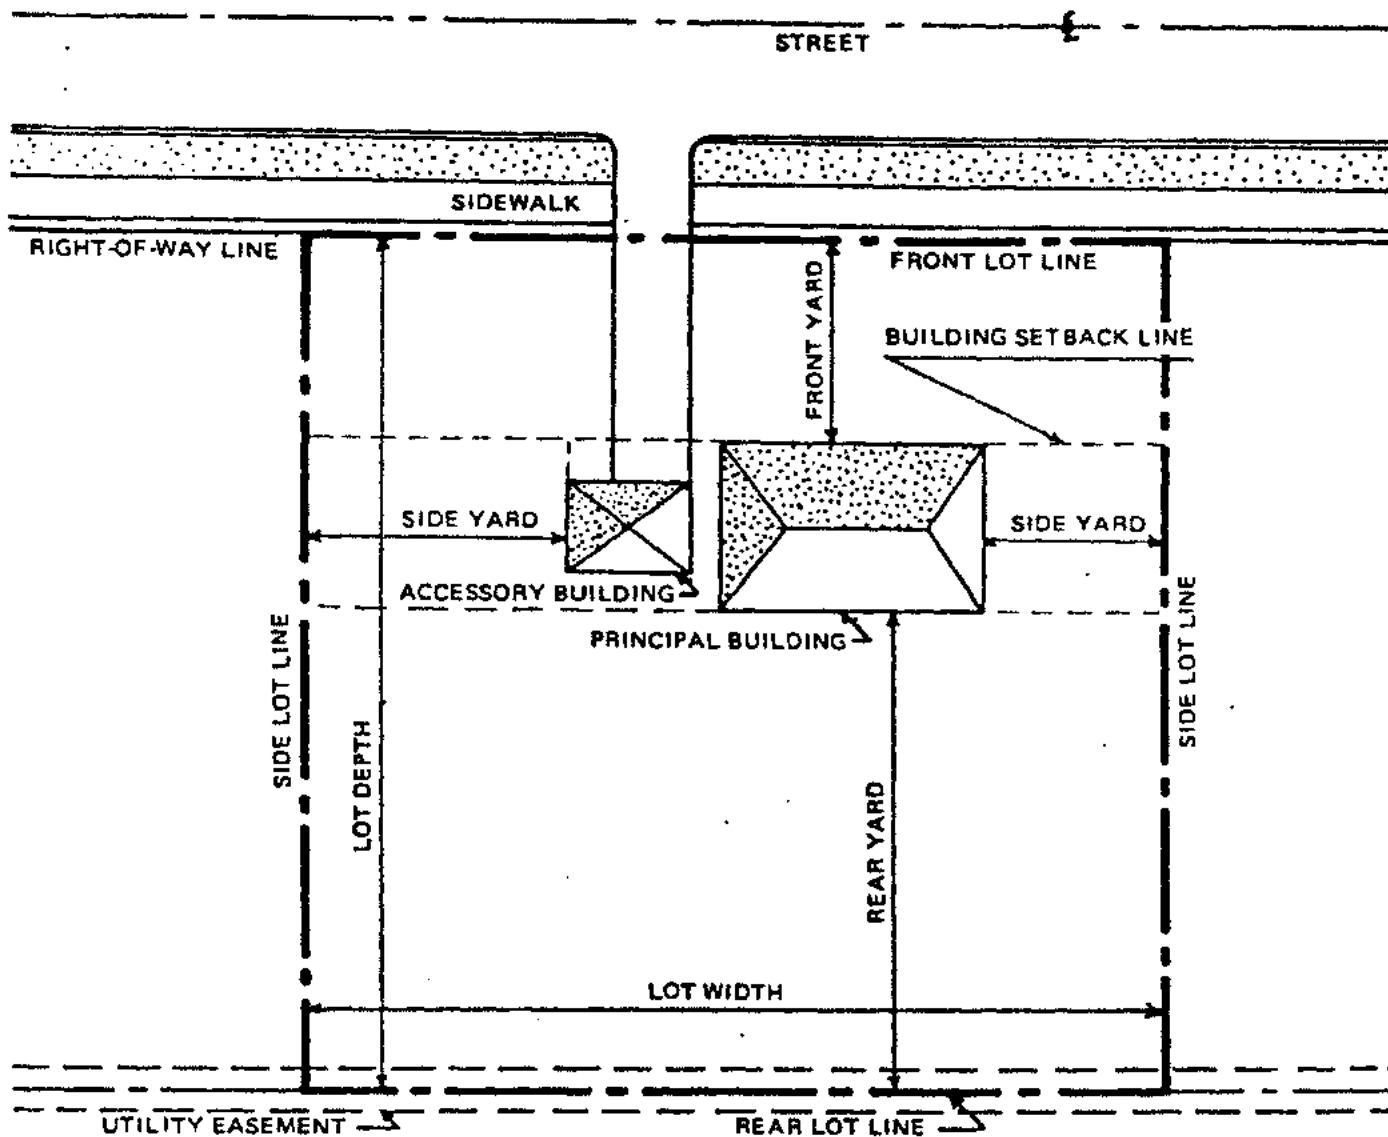 STREET
SIDEWALK
RIGHT-OF-WAY LINE
FRONT LOT LINE
FRONT YARD
BUILDING SETBACK LINE
SIDE YARD
SIDE YARD
ACCESSORY BUILDING
PRINCIPAL BUILDING
SIDE LOT LINE
SIDE LOT LINE
LOT DEPTH
REAR YARD
LOT WIDTH
UTILITY EASEMENT
REAR LOT LINE